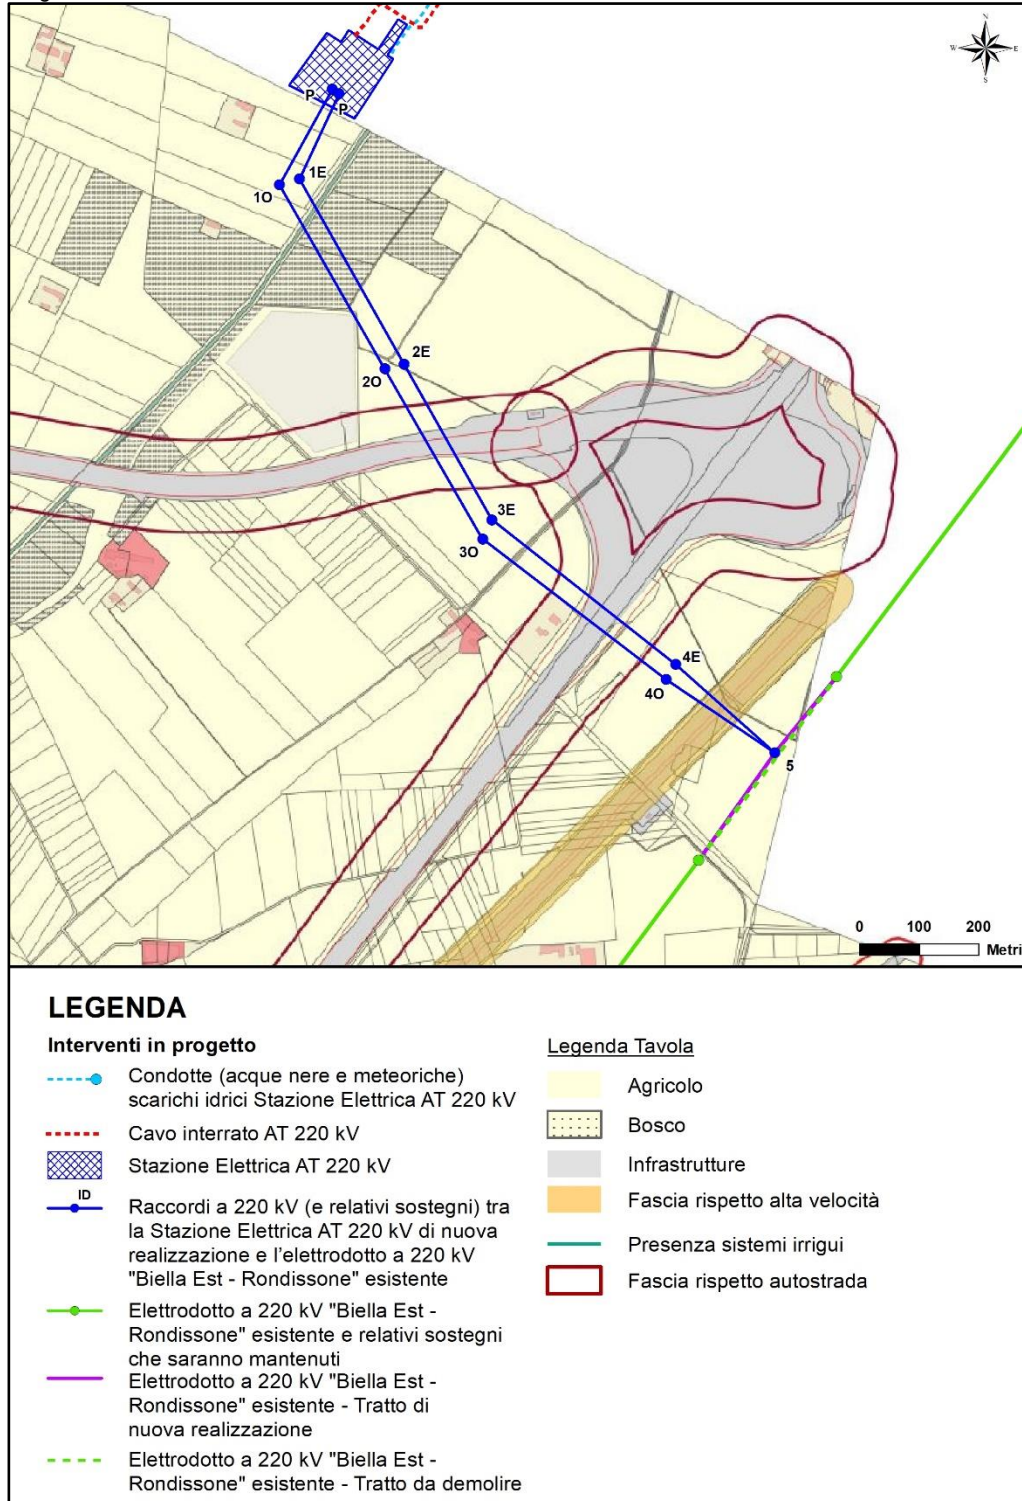 N
W
E
S
P
P
1E
1O
2E
2O
3E
3O
4E
4O
5
0 100 200
Metri
LEGENDA
Interventi in progetto
Condotte (acque nere e meteoriche)
scarichi idrici Stazione Elettrica AT 220 kV
Cavo interrato AT 220 kV
Stazione Elettrica AT 220 kV
ID
Raccordi a 220 kV (e relativi sostegni) tra
la Stazione Elettrica AT 220 kV di nuova
realizzazione e l'elettrodotto a 220 kV
"Biella Est - Rondissone" esistente
Elettrodotto a 220 kV "Biella Est -
Rondissone" esistente e relativi sostegni
che saranno mantenuti
Elettrodotto a 220 kV "Biella Est -
Rondissone" esistente - Tratto di
nuova realizzazione
Elettrodotto a 220 kV "Biella Est -
Rondissone" esistente - Tratto da demolire
Legenda Tavola
Agricolo
Bosco
Infrastrutture
Fascia rispetto alta velocità
Presenza sistemi irrigui
Fascia rispetto autostrada